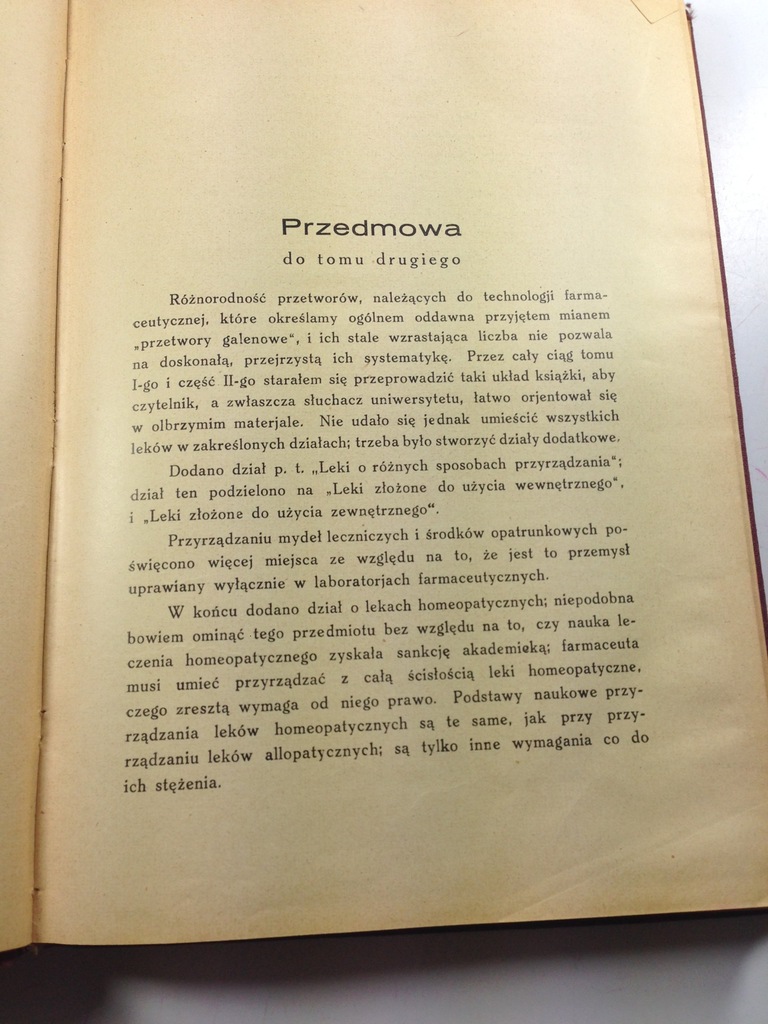 Przedmowa
do tomu drugiego
Różnorodność przetworów, należących do technologji farma-
ceutycznej, które określamy ogólnem oddawna przyjętem mianem
„przetwory galenowe“, i ich stale wzrastająca liczba nie pozwala
na doskonałą, przejrzystą ich systematykę. Przez cały ciąg tomu
I-go i część II-go starałem się przeprowadzić taki układ książki, aby
czytelnik, a zwłaszcza słuchacz uniwersytetu, łatwo orjentował się
w olbrzymim materjale. Nie udało się jednak umieścić wszystkich
leków w zakreślonych działach; trzeba było stworzyć działy dodatkowe.
Dodano dział p. t. „Leki o różnych sposobach przyrządzania“;
dział ten podzielono na „Leki złożone do użycia wewnętrznego“,
i „Leki złożone do użycia zewnętrznego“.
Przyrządzaniu mydeł leczniczych i środków opatrunkowych po-
święcono więcej miejsca ze względu na to, że jest to przemysł
uprawiany wyłącznie w laboratorjach farmaceutycznych.
W końcu dodano dział o lekach homeopatycznych; niepodobna
bowiem ominąć tego przedmiotu bez względu na to, czy nauka le-
czenia homeopatycznego zyskała sankcję akademicką; farmaceuta
musi umieć przyrządzać z całą ścisłością leki homeopatyczne,
czego zresztą wymaga od niego prawo. Podstawy naukowe przy-
rządzania leków homeopatycznych są te same, jak przy przy-
rządzaniu leków allopatycznych; są tylko inne wymagania co do
ich stężenia.